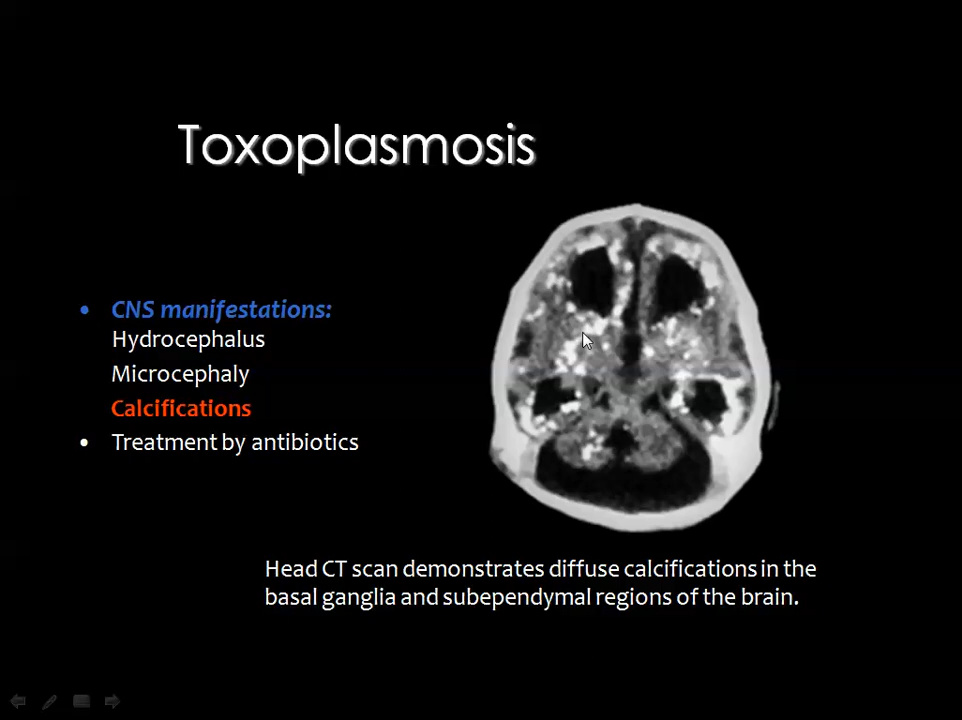 Toxoplasmosis
• CNS manifestations:
Hydrocephalus
Microcephaly
Calcifications
• Treatment by antibiotics
Head CT scan demonstrates diffuse calcifications in the
basal ganglia and subependymal regions of the brain.